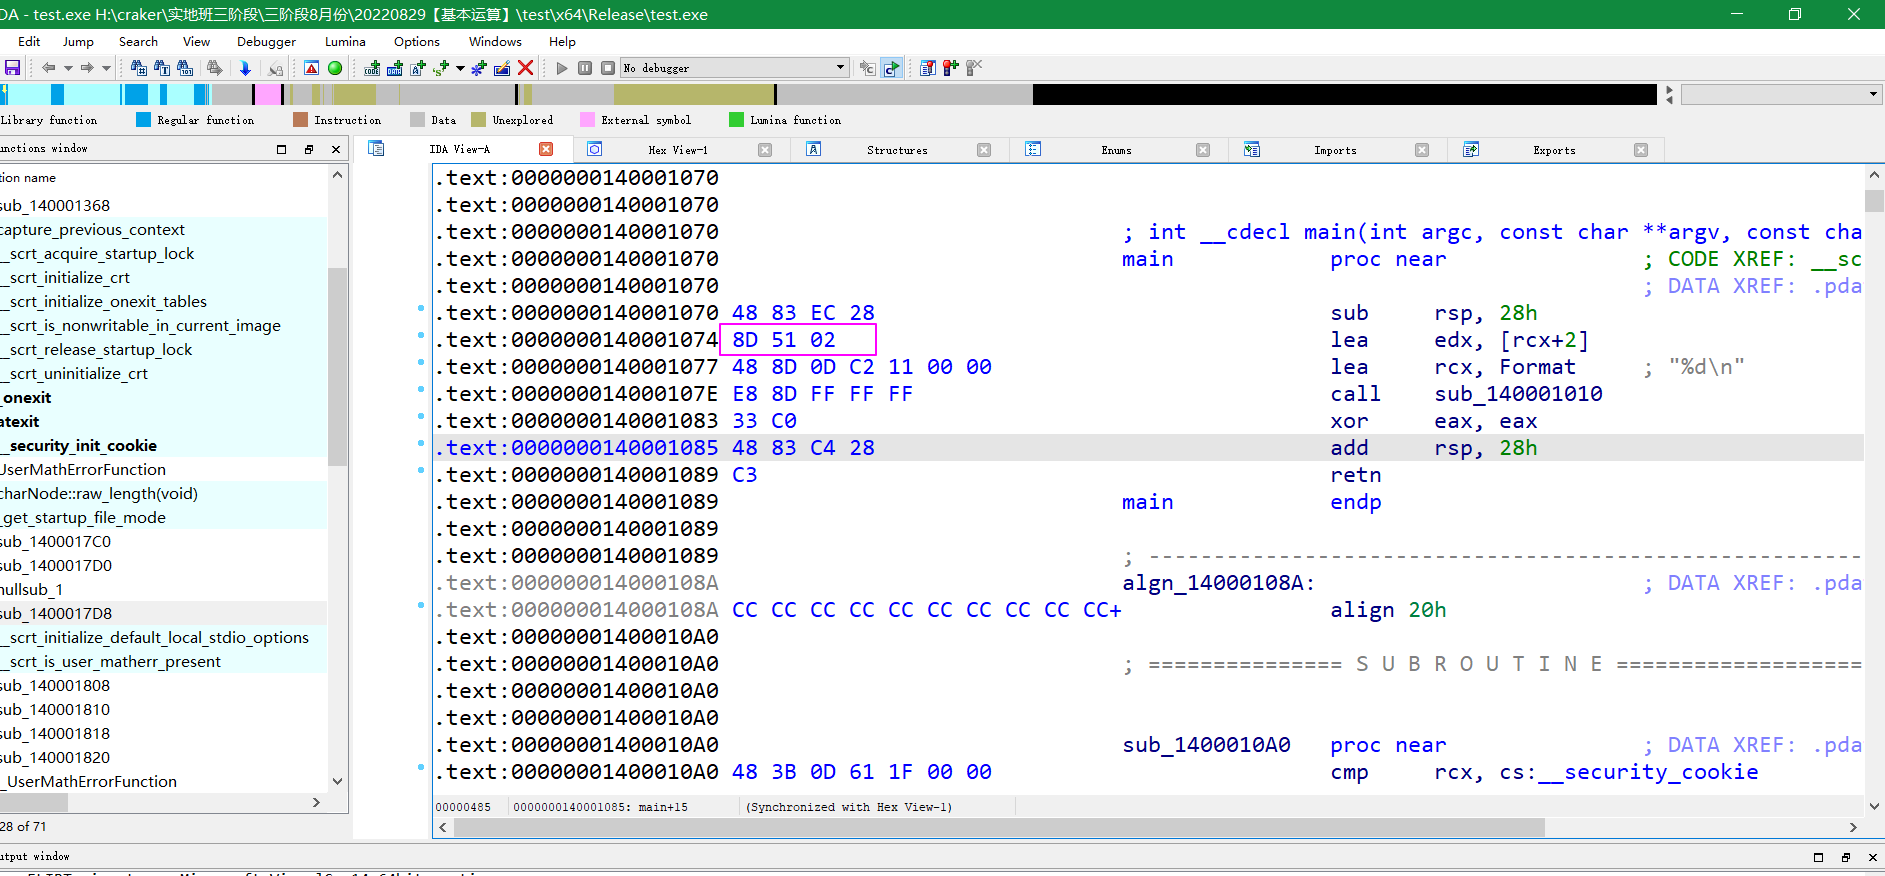 IDA - test.exe H:\craker\实地班三阶段\三阶段8月份\20220829【基本运算】\test\x64\Release\test.exe
Edit Jump Search View Debugger Lumina Options Windows Help
No debugger
Library function Regular function Instruction Data Unexplored External symbol Lumina function
unctions window
IDA View-A Hex View-1 Structures Enums Imports Exports
tion name
sub_140001368
capture_previous_context
__scrt_acquire_startup_lock
__scrt_initialize_crt
__scrt_initialize_onexit_tables
__scrt_is_nonwritable_in_current_image
__scrt_release_startup_lock
__scrt_uninitialize_crt
_onexit
atexit
__security_init_cookie
UserMathErrorFunction
charNode::raw_length(void)
_get_startup_file_mode
sub_1400017C0
sub_1400017D0
nullsub_1
sub_1400017D8
__scrt_initialize_default_local_stdio_options
__scrt_is_user_matherr_present
sub_140001808
sub_140001810
sub_140001818
sub_140001820
_UserMathErrorFunction
28 of 71
.text:0000000140001070
.text:0000000140001070
.text:0000000140001070 ; int __cdecl main(int argc, const char **argv, const cha
.text:0000000140001070 main proc near ; CODE XREF: __sc
.text:0000000140001070 ; DATA XREF: .pda
.text:0000000140001070 48 83 EC 28 sub rsp, 28h
.text:0000000140001074 8D 51 02 lea edx, [rcx+2]
.text:0000000140001077 48 8D 0D C2 11 00 00 lea rcx, Format ; "%d\n"
.text:000000014000107E E8 8D FF FF FF call sub_140001010
.text:0000000140001083 33 C0 xor eax, eax
.text:0000000140001085 48 83 C4 28 add rsp, 28h
.text:0000000140001089 C3 retn
.text:0000000140001089 main endp
.text:0000000140001089
.text:0000000140001089 ; -------------------------------------------------------
.text:000000014000108A algn_14000108A: ; DATA XREF: .pda
.text:000000014000108A CC CC CC CC CC CC CC CC CC CC+ align 20h
.text:00000001400010A0
.text:00000001400010A0 ; =============== S U B R O U T I N E ===================
.text:00000001400010A0
.text:00000001400010A0
.text:00000001400010A0 sub_1400010A0 proc near ; DATA XREF: .pda
.text:00000001400010A0 48 3B 0D 61 1F 00 00 cmp rcx, cs:__security_cookie
00000485 0000000140001085: main+15 (Synchronized with Hex View-1)
utput window